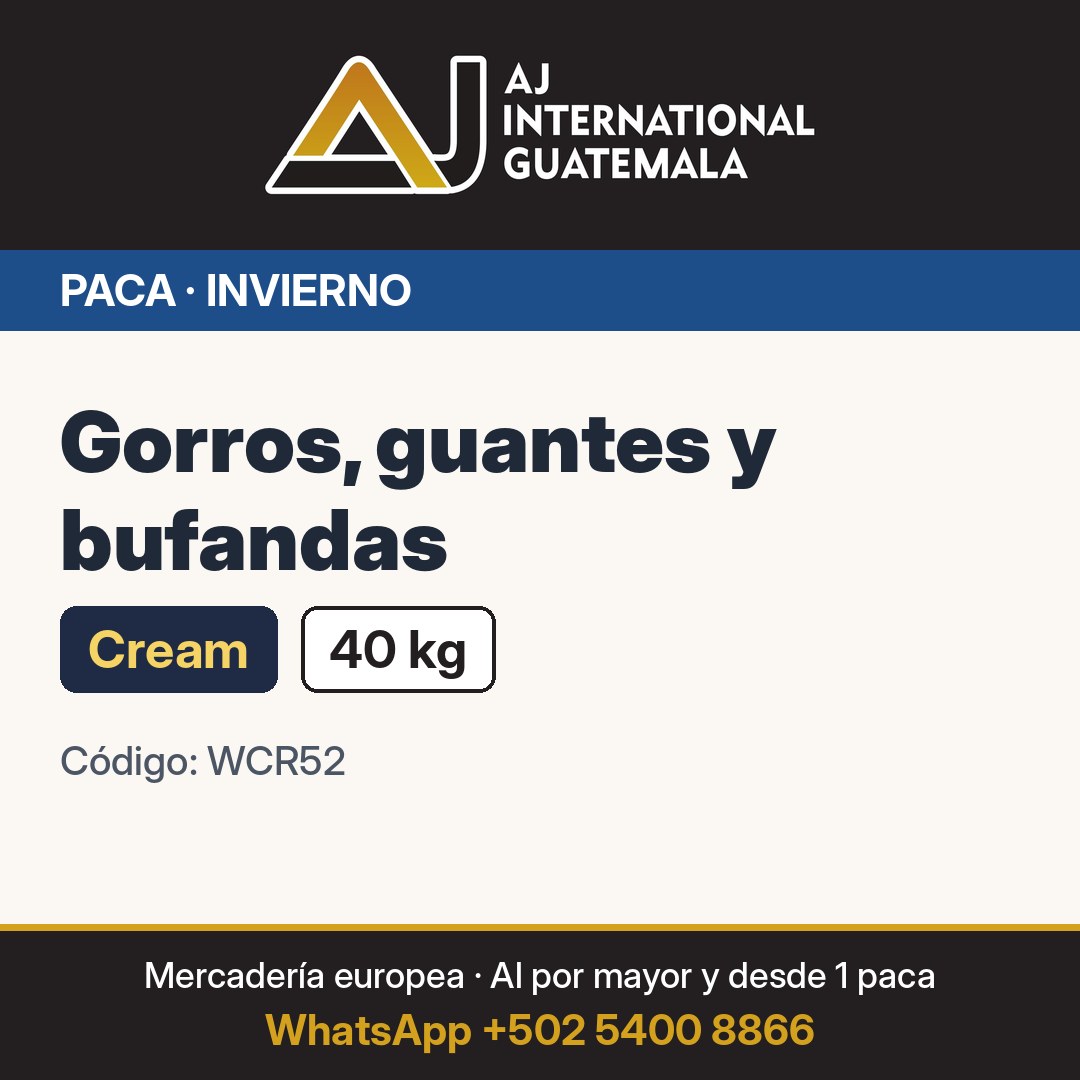 AJ
AJ
INTERNATIONAL
GUATEMALA
PACA · INVIERNO
Gorros, guantes y
bufandas
Cream
40 kg
Código: WCR52
Mercadería europea · Al por mayor y desde 1 paca
WhatsApp +502 5400 8866